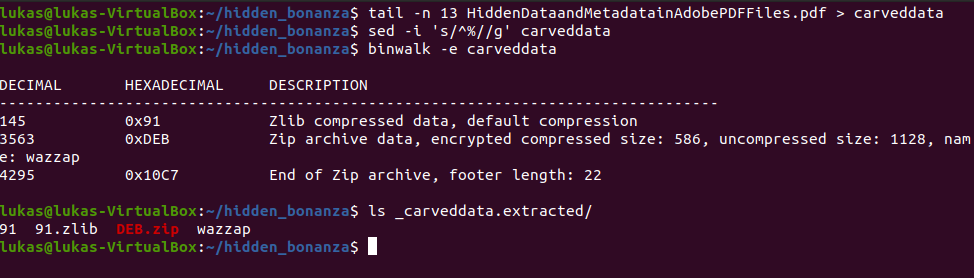 lukas@lukas-VirtualBox:~/hidden_bonanza$ tail -n 13 HiddenDataandMetadatainAdobePDFFiles.pdf > carveddata
lukas@lukas-VirtualBox:~/hidden_bonanza$ sed -i 's/^%//g' carveddata
lukas@lukas-VirtualBox:~/hidden_bonanza$ binwalk -e carveddata
DECIMAL       HEXADECIMAL     DESCRIPTION
--------------------------------------------------------------------------------
145           0x91            Zlib compressed data, default compression
3563          0xDEB           Zip archive data, encrypted compressed size: 586, uncompressed size: 1128, nam
e: wazzap
4295          0x10C7          End of Zip archive, footer length: 22
lukas@lukas-VirtualBox:~/hidden_bonanza$ ls _carveddata.extracted/
91  91.zlib  DEB.zip  wazzap
lukas@lukas-VirtualBox:~/hidden_bonanza$